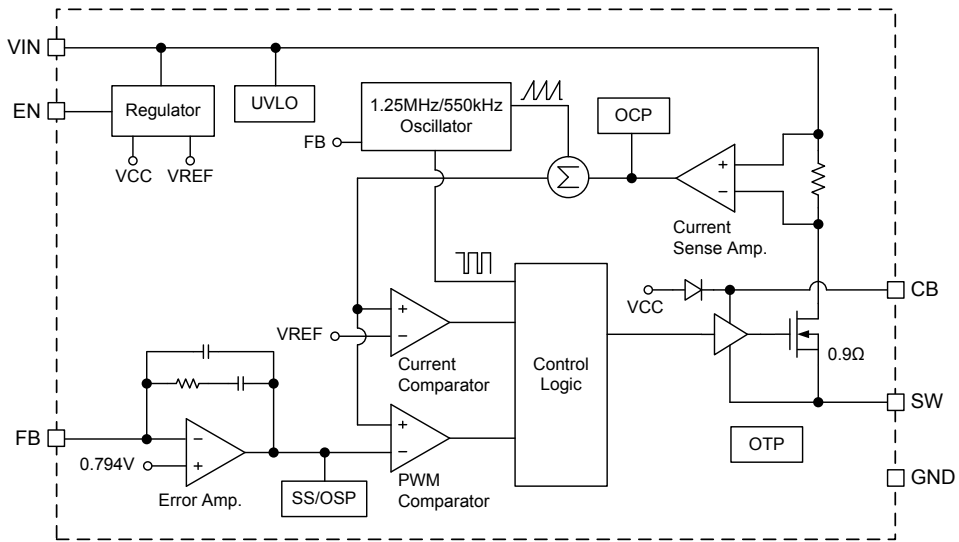 VIN
EN
Regulator
UVLO
VCC
VREF
1.25MHz/550kHz
Oscillator
FB
OCP
Σ
+
−
Current
Sense Amp.
VCC
CB
VREF
+
−
Current
Comparator
Control
Logic
0.9Ω
SW
FB
−
0.794V
+
Error Amp.
SS/OSP
+
−
PWM
Comparator
OTP
GND